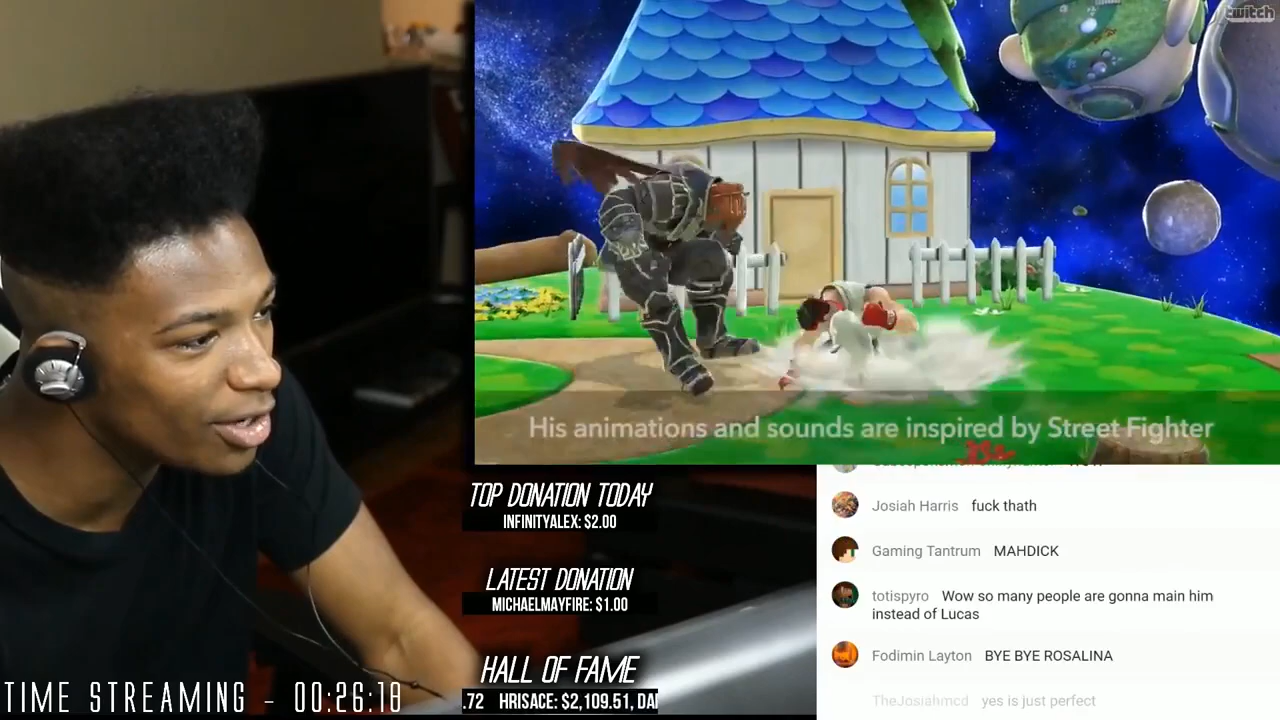 twitch
His animations and sounds are inspired by Street Fighter
TOP DONATION TODAY
INFINITYALEX: $2.00
LATEST DONATION
MICHAELMAYFIRE: $1.00
HALL OF FAME
.72 HRISACE: $2,109.51, DA
TIME STREAMING - 00:26:18
Josiah Harris fuck thath
Gaming Tantrum MAHDICK
totispyro Wow so many people are gonna main him
instead of Lucas
Fodimin Layton BYE BYE ROSALINA
TheJosiahmcd yes is just perfect